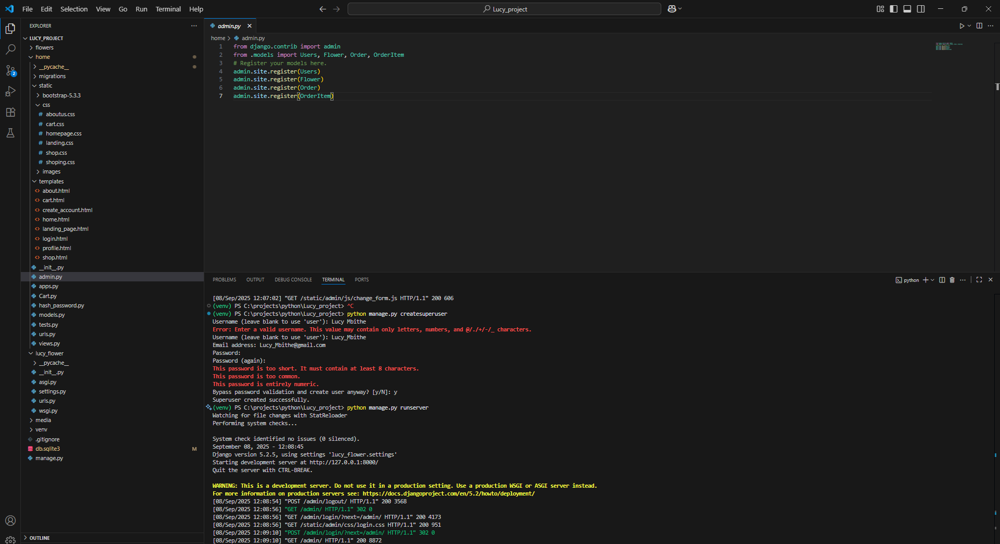 File Edit Selection View Go Run Terminal Help
Lucy_project
EXPLORER
LUCY_PROJECT
flowers
home
__pycache__
migrations
static
bootstrap-5.3.3
css
# aboutus.css
# cart.css
# homepage.css
# landing.css
# shop.css
# shoping.css
images
templates
<> about.html
<> cart.html
<> create_account.html
<> home.html
<> landing_page.html
<> login.html
<> profile.html
<> shop.html
__init__.py
admin.py
apps.py
Cart.py
hash_password.py
models.py
tests.py
urls.py
views.py
lucy_flower
__pycache__
__init__.py
asgi.py
settings.py
urls.py
wsgi.py
media
venv
.gitignore
db.sqlite3 M
manage.py
OUTLINE
2
admin.py
home > admin.py
1 from django.contrib import admin
2 from .models import Users, Flower, Order, OrderItem
3 # Register your models here.
4 admin.site.register(Users)
5 admin.site.register(Flower)
6 admin.site.register(Order)
7 admin.site.register(OrderItem)
PROBLEMS OUTPUT DEBUG CONSOLE TERMINAL PORTS
python
[08/Sep/2025 12:07:02] "GET /static/admin/js/change_form.js HTTP/1.1" 200 606
(venv) PS C:\projects\python\Lucy_project> ^C
(venv) PS C:\projects\python\Lucy_project> python manage.py createsuperuser
Username (leave blank to use 'user'): Lucy Mbithe
Error: Enter a valid username. This value may contain only letters, numbers, and @/./+/-/_ characters.
Username (leave blank to use 'user'): Lucy_Mbithe
Email address: Lucy_Mbithe@gmail.com
Password:
Password (again):
This password is too short. It must contain at least 8 characters.
This password is too common.
This password is entirely numeric.
Bypass password validation and create user anyway? [y/N]: y
Superuser created successfully.
(venv) PS C:\projects\python\Lucy_project> python manage.py runserver
Watching for file changes with StatReloader
Performing system checks...
System check identified no issues (0 silenced).
September 08, 2025 - 12:08:45
Django version 5.2.5, using settings 'lucy_flower.settings'
Starting development server at http://127.0.0.1:8000/
Quit the server with CTRL-BREAK.
WARNING: This is a development server. Do not use it in a production setting. Use a production WSGI or ASGI server instead.
For more information on production servers see: https://docs.djangoproject.com/en/5.2/howto/deployment/
[08/Sep/2025 12:08:54] "POST /admin/logout/ HTTP/1.1" 200 3568
[08/Sep/2025 12:08:56] "GET /admin/ HTTP/1.1" 302 0
[08/Sep/2025 12:08:56] "GET /admin/login/?next=/admin/ HTTP/1.1" 200 4173
[08/Sep/2025 12:08:56] "GET /static/admin/css/login.css HTTP/1.1" 200 951
[08/Sep/2025 12:09:10] "POST /admin/login/?next=/admin/ HTTP/1.1" 302 0
[08/Sep/2025 12:09:10] "GET /admin/ HTTP/1.1" 200 8872